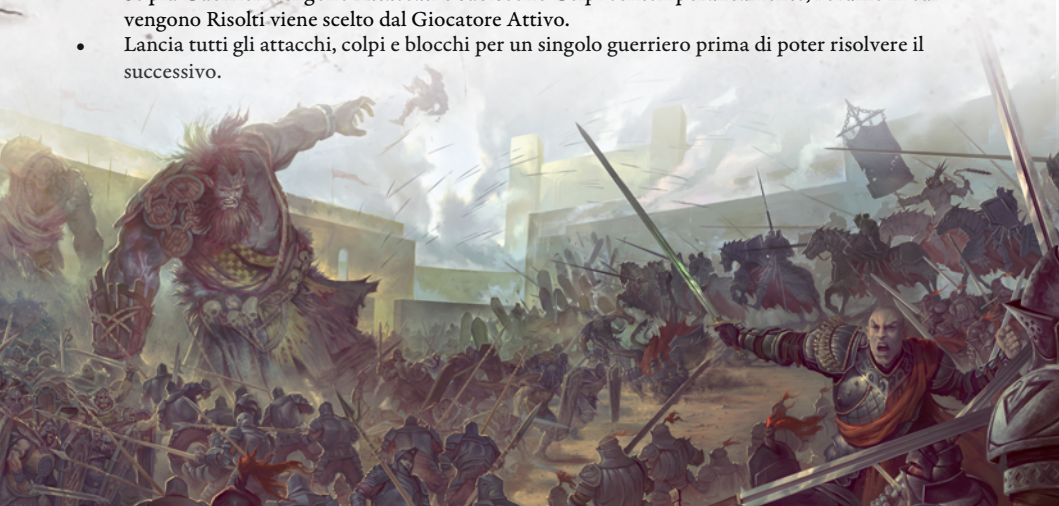 vengono Risolti viene scelto dal Giocatore Attivo.
• Lancia tutti gli attacchi, colpi e blocchi per un singolo guerriero prima di poter risolvere il
successivo.